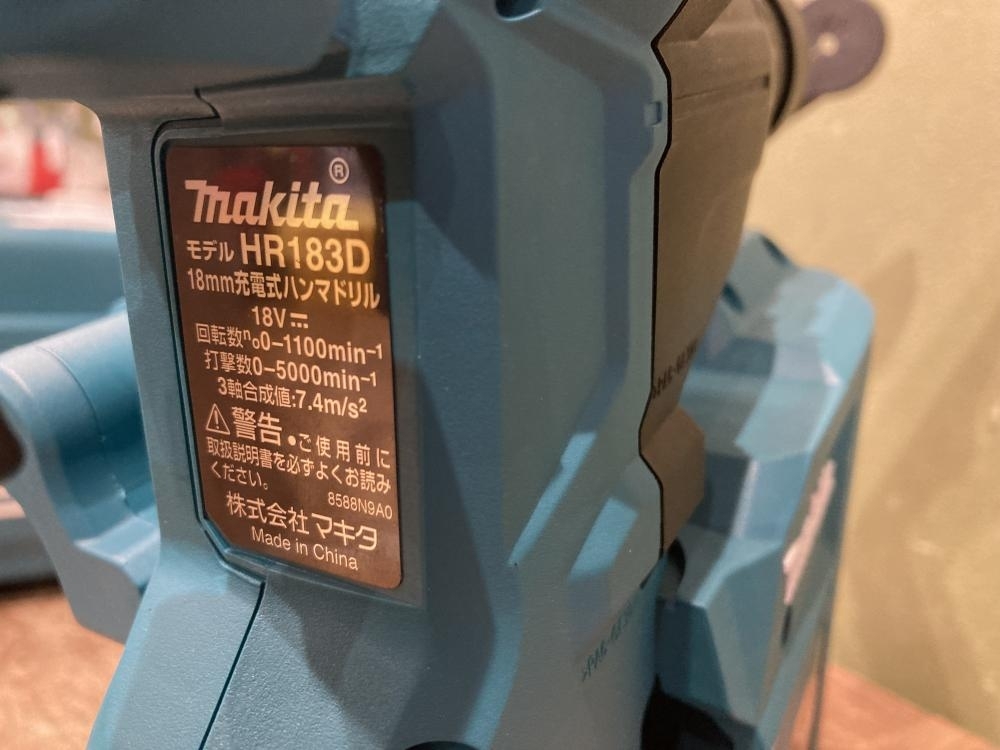 makita®
モデル HR183D
18mm充電式ハンマドリル
18V⎓
回転数n₀0-1100min⁻¹
打撃数0-5000min⁻¹
3軸合成値:7.4m/s²
⚠警告 ●ご使用前に
取扱説明書を必ずよくお読み
ください。
8588N9A0
株式会社マキタ
Made in China